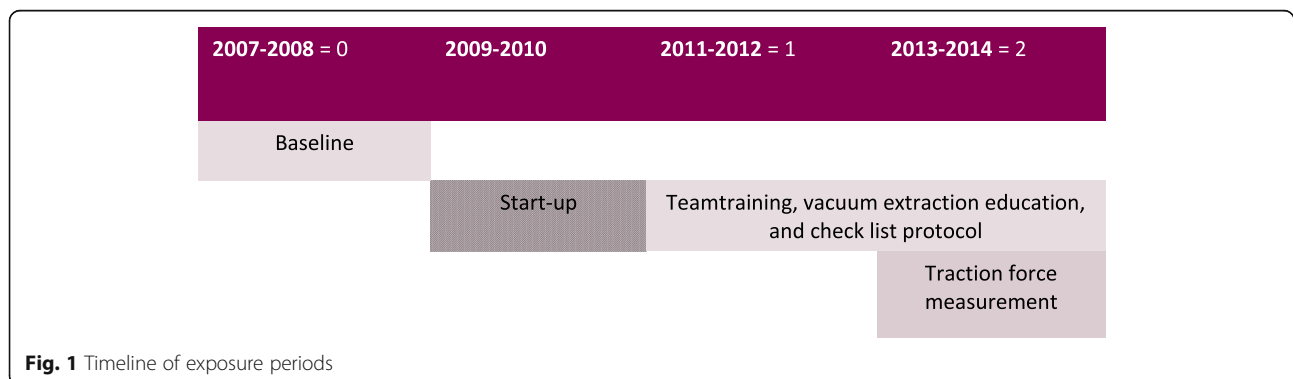 2007-2008 = 0 2009-2010 2011-2012 = 1 2013-2014 = 2
Baseline
Start-up Teamtraining, vacuum extraction education,
and check list protocol
Traction force
measurement
Fig. 1 Timeline of exposure periods